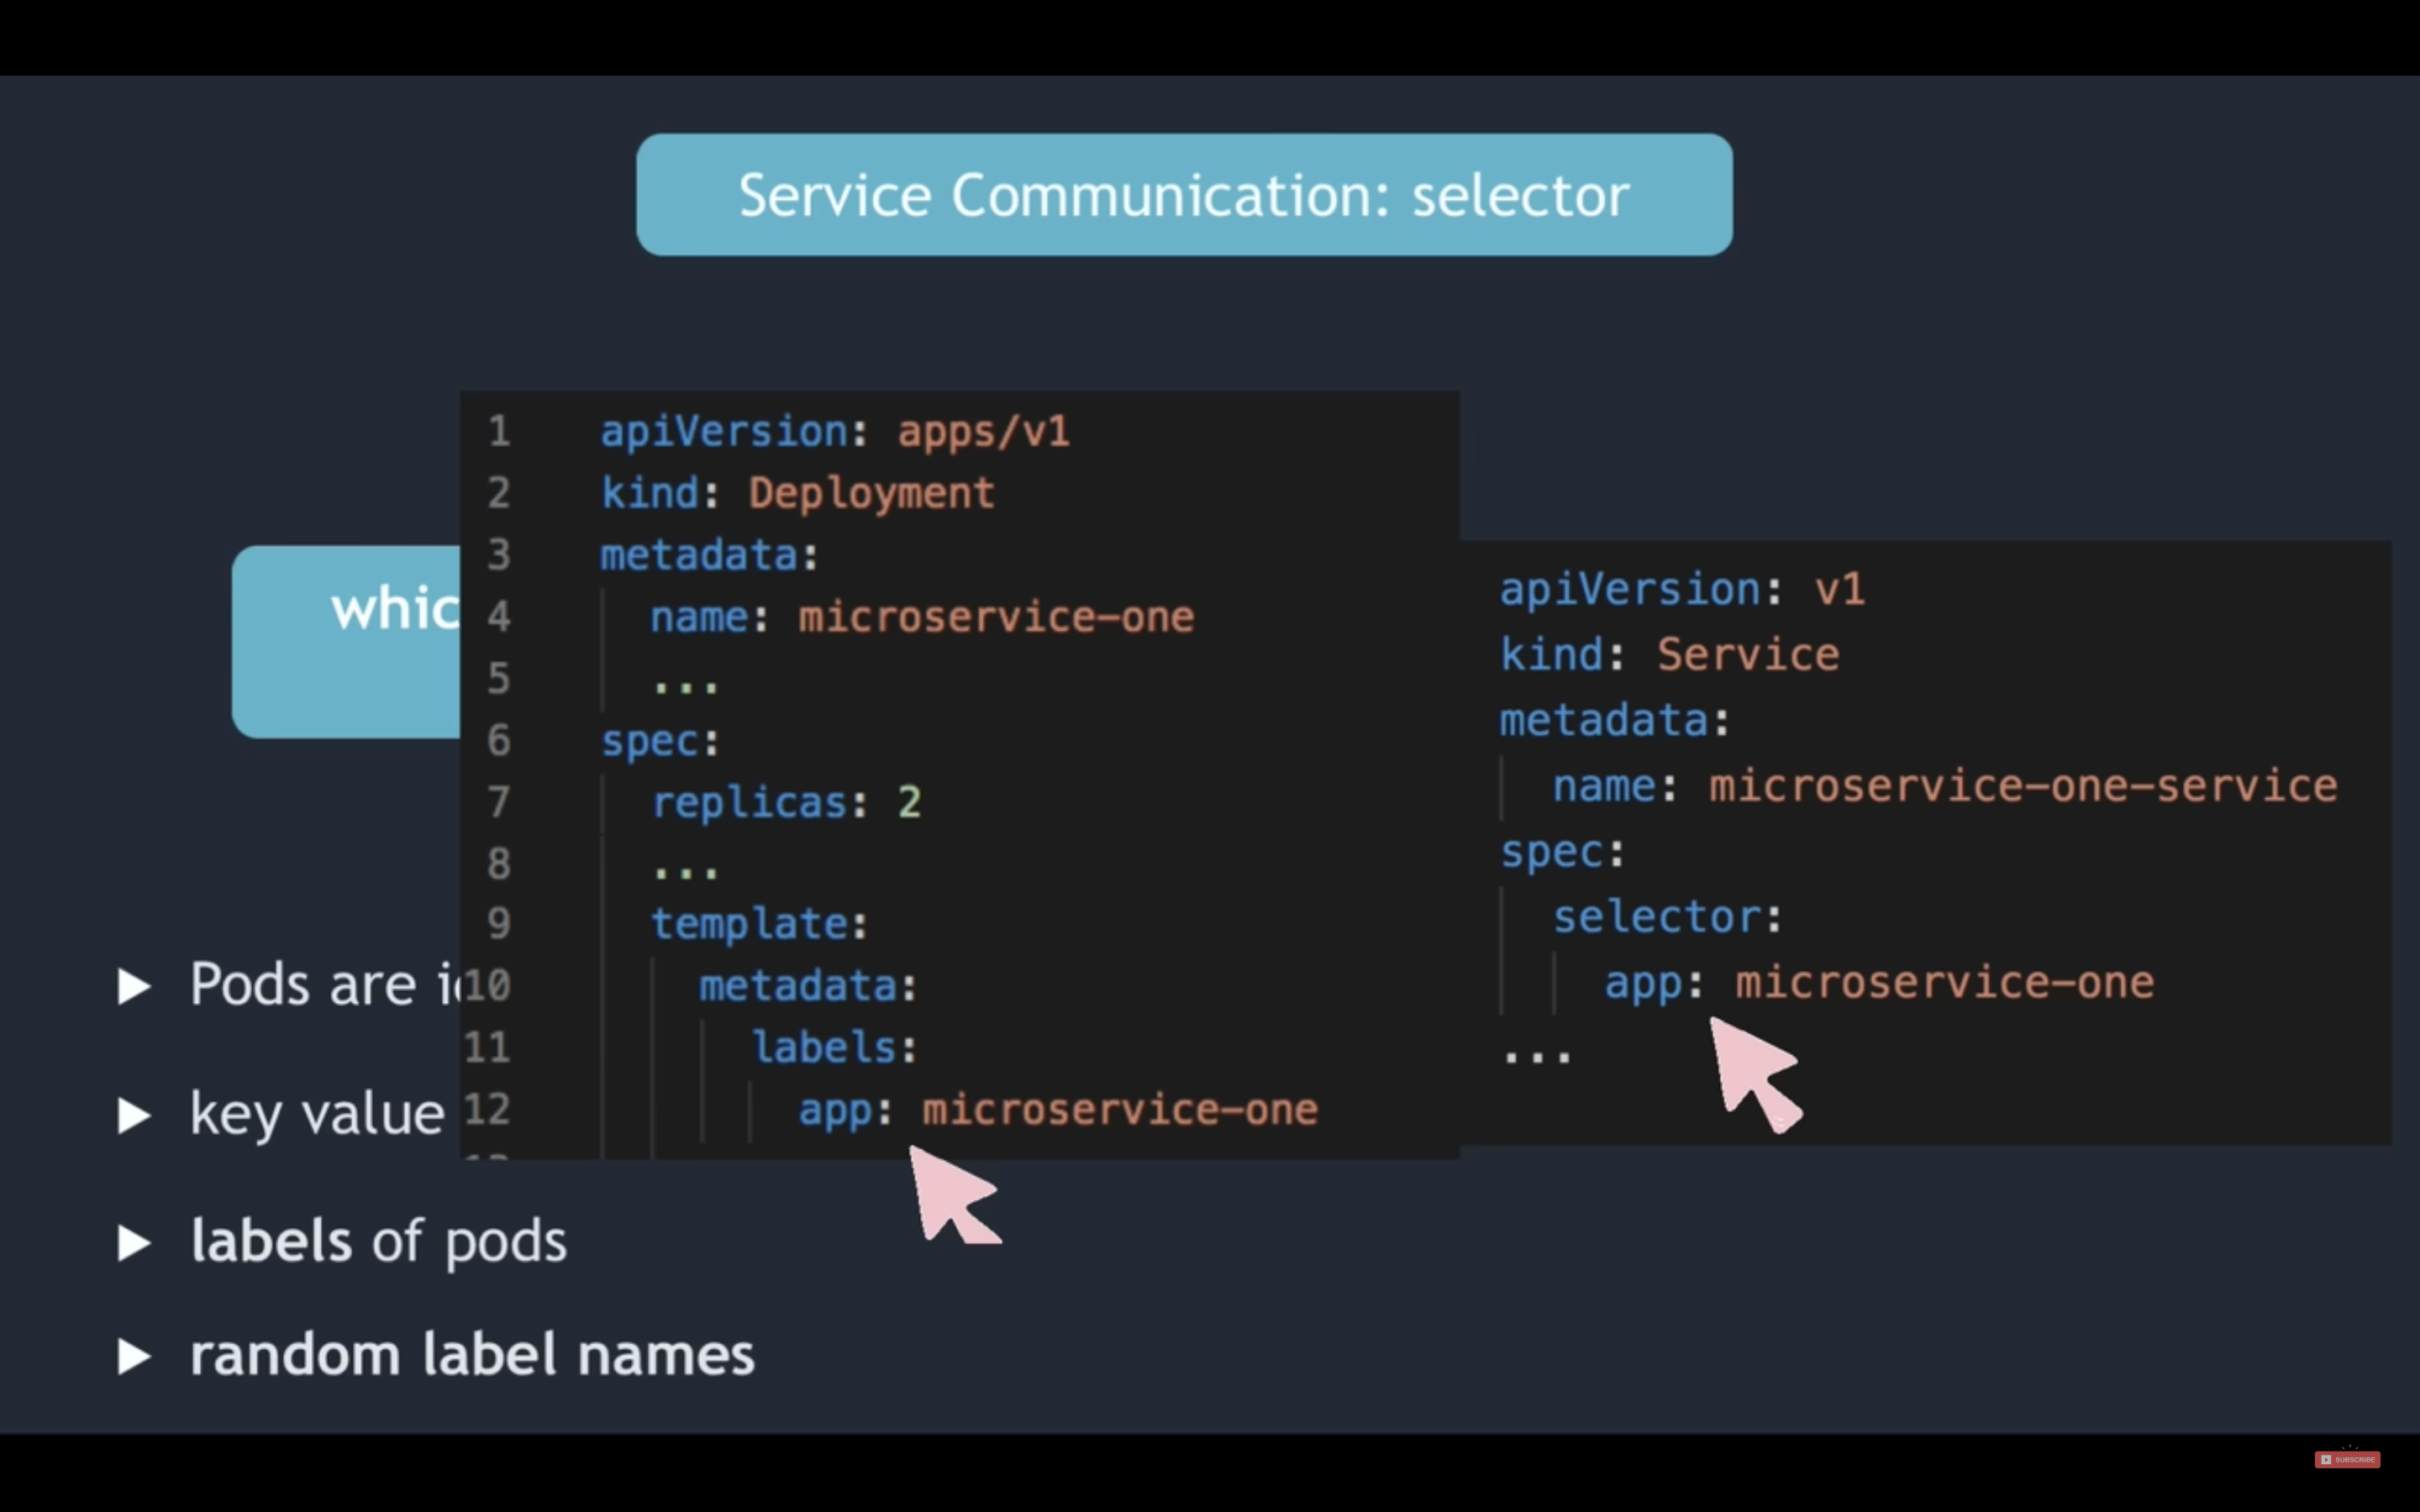 Service Communication: selector
1 apiVersion: apps/v1
2 kind: Deployment
3 metadata:
4 name: microservice-one
5 ...
6 spec:
7 replicas: 2
8 ...
9 template:
10 metadata:
11 labels:
12 app: microservice-one
apiVersion: v1
kind: Service
metadata:
name: microservice-one-service
spec:
selector:
app: microservice-one
...
Pods are
key value
labels of pods
random label names
SUBSCRIBE